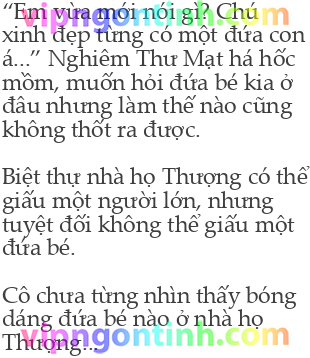 “Em vừa mới nói gì? Chú
xinh đẹp từng có một đứa con
á...” Nghiêm Thư Mạt há hốc
mồm, muốn hỏi đứa bé kia ở
đâu nhưng làm thế nào cũng
không thốt ra được.
Biệt thự nhà họ Thượng có thể
giấu một người lớn, nhưng
tuyệt đối không thể giấu một
đứa bé.
Cô chưa từng nhìn thấy bóng
dáng đứa bé nào ở nhà họ
Thượng...
vipngontinh.com
vipngontinh.com